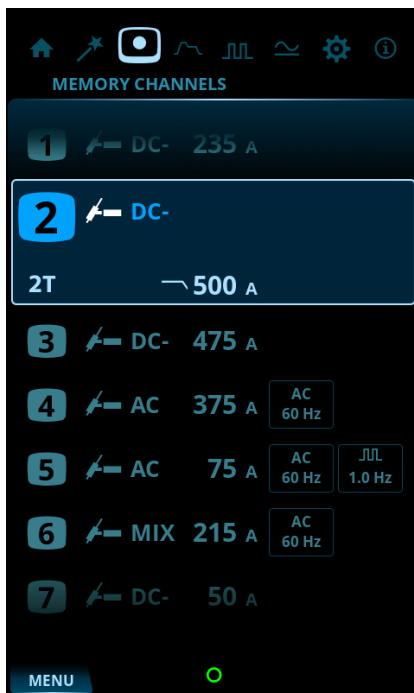 MEMORY CHANNELS
1 DC- 235 A
2 DC-
2T 500 A
3 DC- 475 A
4 AC 375 A AC 60 Hz
5 AC 75 A AC 60 Hz 1.0 Hz
6 MIX 215 A AC 60 Hz
7 DC- 50 A
MENU